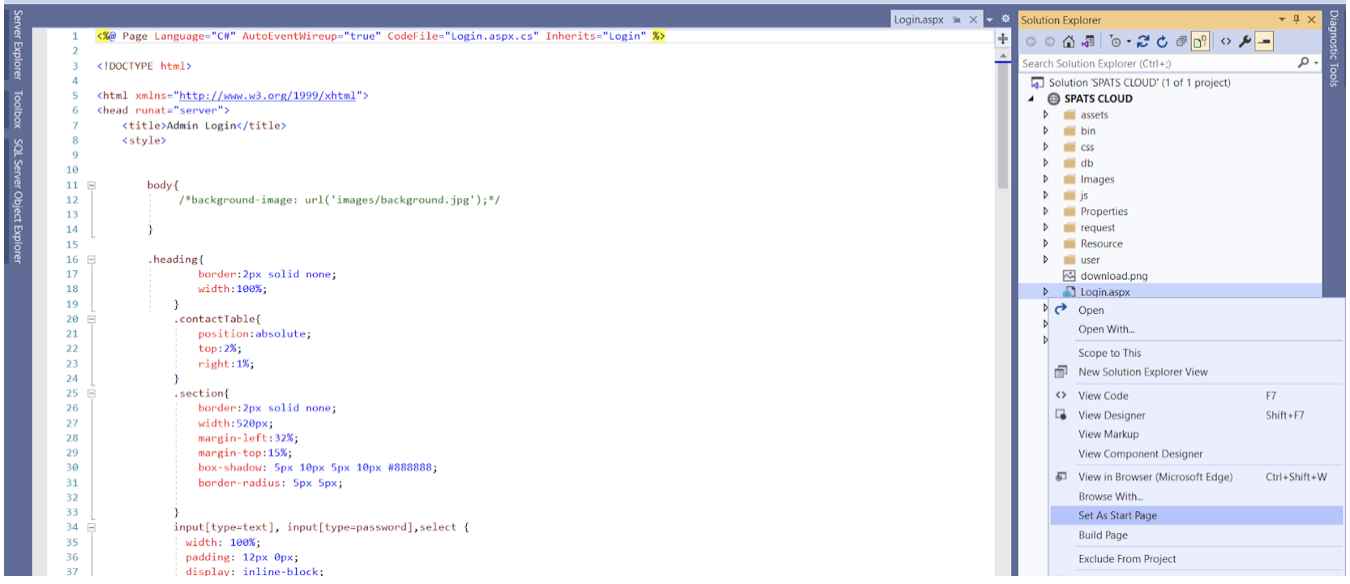 Server Explorer
Toolbox
SQL Server Object Explorer
Login.aspx
1 <%@ Page Language="C#" AutoEventWireup="true" CodeFile="Login.aspx.cs" Inherits="Login" %>
2
3 <!DOCTYPE html>
4
5 <html xmlns="http://www.w3.org/1999/xhtml">
6 <head runat="server">
7 <title>Admin Login</title>
8 <style>
9
10
11 body{
12 /*background-image: url('images/background.jpg');*/
13
14 }
15
16 .heading{
17 border:2px solid none;
18 width:100%;
19 }
20 .contactTable{
21 position:absolute;
22 top:2%;
23 right:1%;
24 }
25 .section{
26 border:2px solid none;
27 width:520px;
28 margin-left:32%;
29 margin-top:15%;
30 box-shadow: 5px 10px 5px 10px #888888;
31 border-radius: 5px 5px;
32
33 }
34 input[type=text], input[type=password],select {
35 width: 100%;
36 padding: 12px 0px;
37 display: inline-block;
Solution Explorer
Search Solution Explorer (Ctrl+;)
Solution 'SPATS CLOUD' (1 of 1 project)
SPATS CLOUD
assets
bin
css
db
Images
js
Properties
request
Resource
user
download.png
Login.aspx
Open
Open With...
Scope to This
New Solution Explorer View
View Code F7
View Designer Shift+F7
View Markup
View Component Designer
View in Browser (Microsoft Edge) Ctrl+Shift+W
Browse With...
Set As Start Page
Build Page
Exclude From Project
Diagnostic Tools